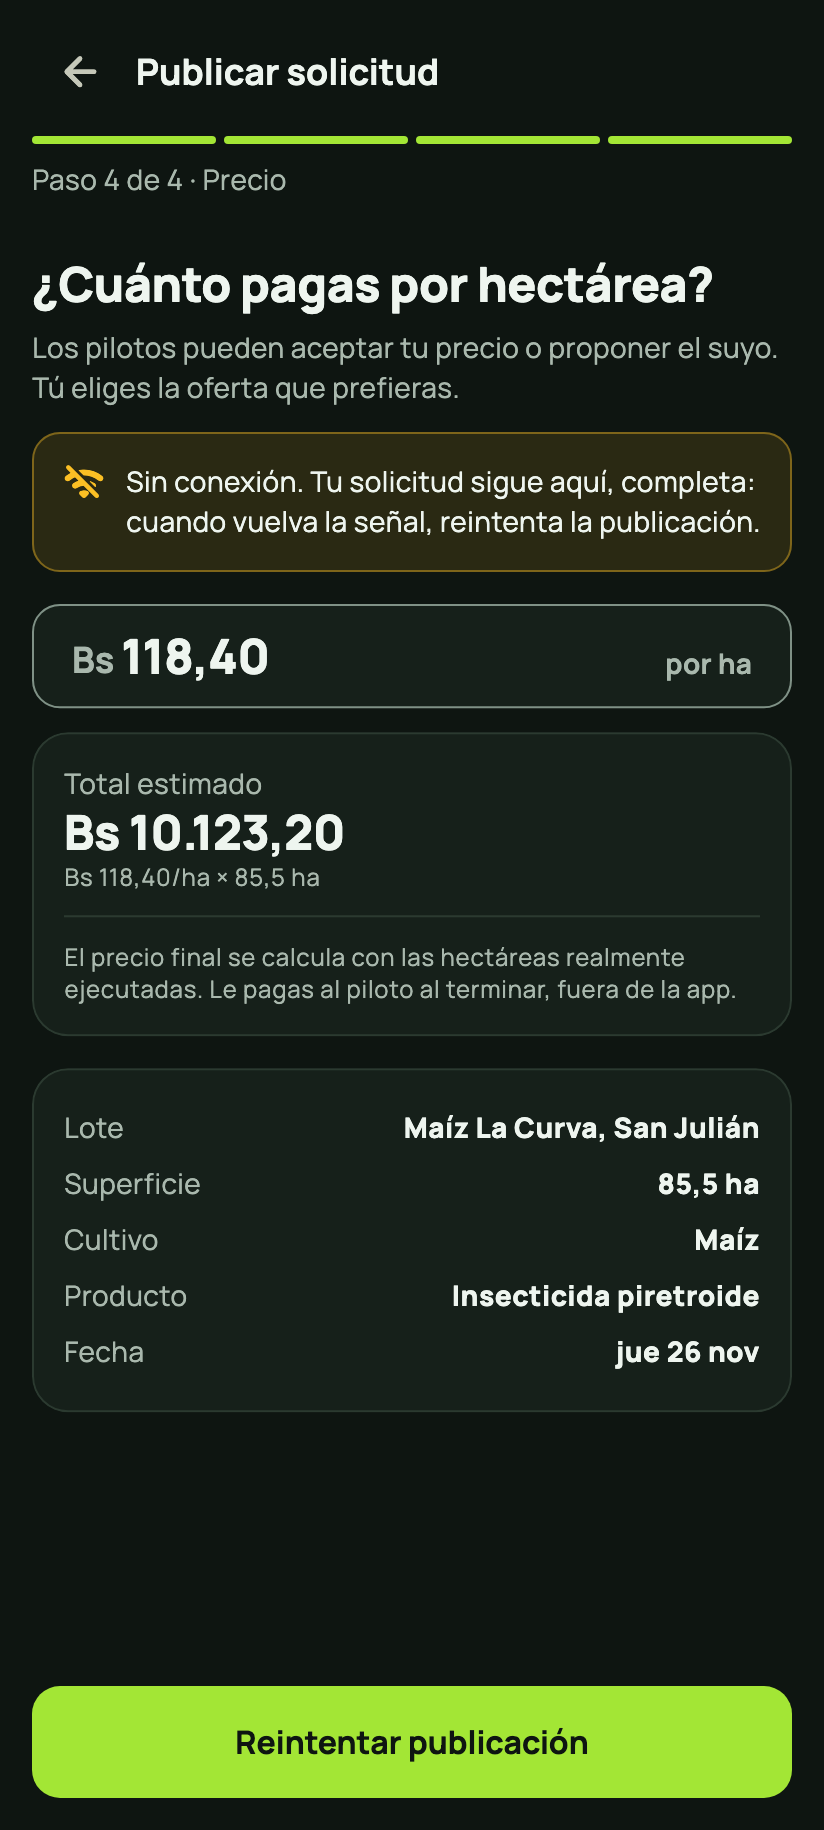 Publicar solicitud
Paso 4 de 4 · Precio
¿Cuánto pagas por hectárea?
Los pilotos pueden aceptar tu precio o proponer el suyo.
Tú eliges la oferta que prefieras.
Sin conexión. Tu solicitud sigue aquí, completa:
cuando vuelva la señal, reintenta la publicación.
Bs 118,40 por ha
Total estimado
Bs 10.123,20
Bs 118,40/ha × 85,5 ha
El precio final se calcula con las hectáreas realmente
ejecutadas. Le pagas al piloto al terminar, fuera de la app.
Lote Maíz La Curva, San Julián
Superficie 85,5 ha
Cultivo Maíz
Producto Insecticida piretroide
Fecha jue 26 nov
Reintentar publicación